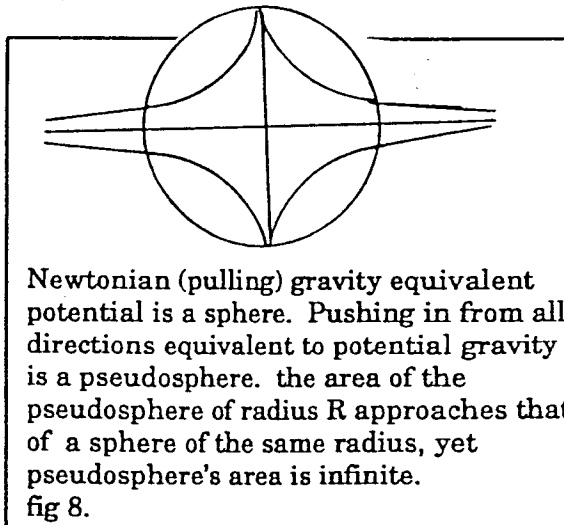 Newtonian (pulling) gravity equivalent
potential is a sphere. Pushing in from all
directions equivalent to potential gravity
is a pseudosphere. the area of the
pseudosphere of radius R approaches that
of a sphere of the same radius, yet
pseudosphere's area is infinite.
fig 8.